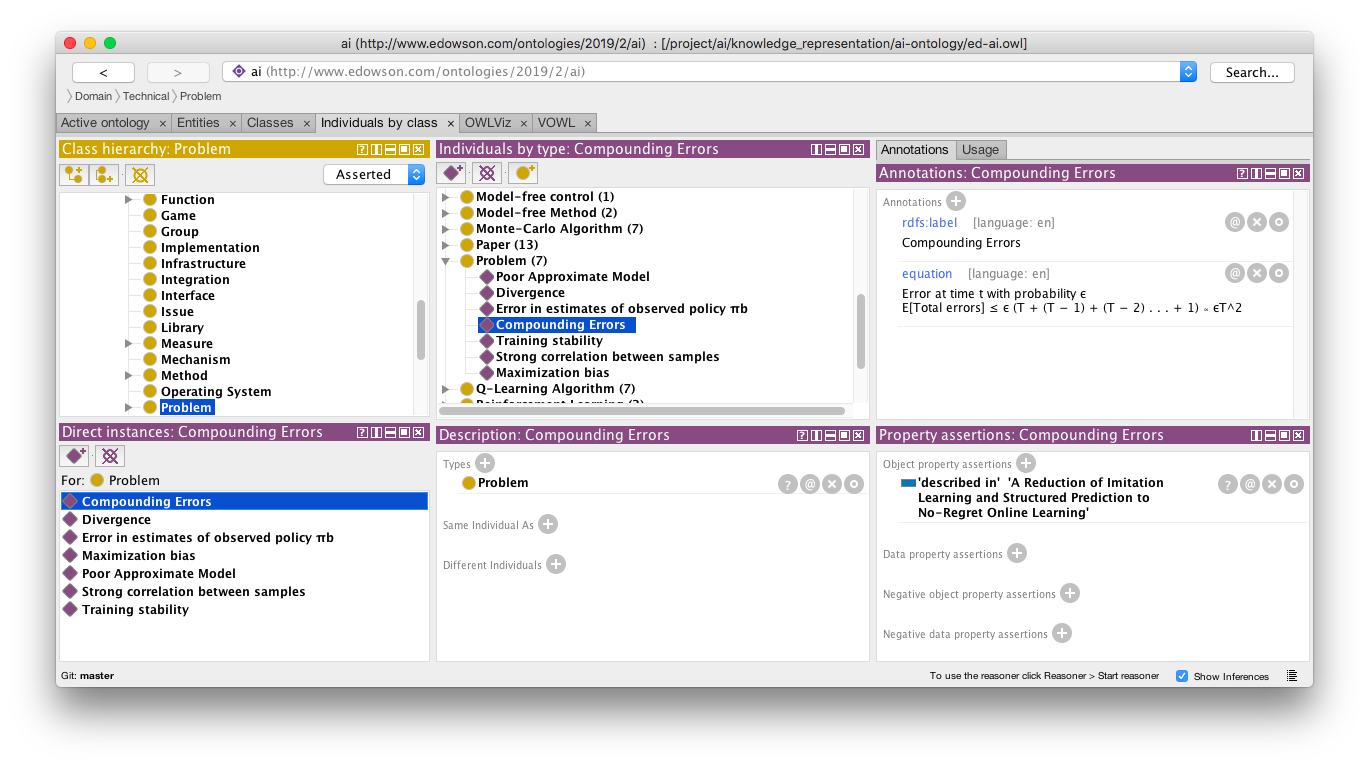 ai (http://www.edowson.com/ontologies/2019/2/ai) : [/project/ai/knowledge_representation/ai-ontology/ed-ai.owl]
< > ai (http://www.edowson.com/ontologies/2019/2/ai) Search...
Domain Technical Problem
Active ontology × Entities × Classes × Individuals by class × OWLViz × VOWL ×
Class hierarchy: Problem
Asserted
Function
Game
Group
Implementation
Infrastructure
Integration
Interface
Issue
Library
Measure
Mechanism
Method
Operating System
Problem
Direct instances: Compounding Errors
For: Problem
Compounding Errors
Divergence
Error in estimates of observed policy πb
Maximization bias
Poor Approximate Model
Strong correlation between samples
Training stability
Individuals by type: Compounding Errors
Model-free control (1)
Model-free Method (2)
Monte-Carlo Algorithm (7)
Paper (13)
Problem (7)
Poor Approximate Model
Divergence
Error in estimates of observed policy πb
Compounding Errors
Training stability
Strong correlation between samples
Maximization bias
Q-Learning Algorithm (7)
Description: Compounding Errors
Types
Problem
Same Individual As
Different Individuals
Annotations Usage
Annotations: Compounding Errors
Annotations
rdfs:label [language: en]
Compounding Errors
equation [language: en]
Error at time t with probability ϵ
E[Total errors] ≤ ϵ (T + (T − 1) + (T − 2) . . . + 1) ∝ ϵT^2
Property assertions: Compounding Errors
Object property assertions
'described in' 'A Reduction of Imitation
Learning and Structured Prediction to
No-Regret Online Learning'
Data property assertions
Negative object property assertions
Negative data property assertions
Git: master
To use the reasoner click Reasoner > Start reasoner Show Inferences